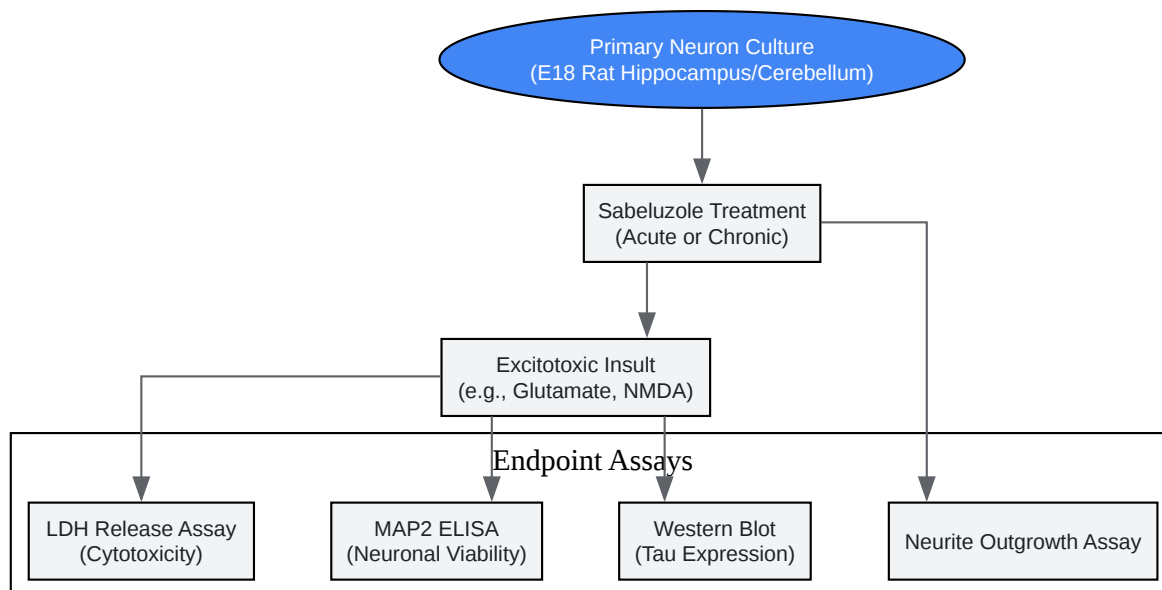 Primary Neuron Culture
(E18 Rat Hippocampus/Cerebellum)
Sabeluzole Treatment
(Acute or Chronic)
Excitotoxic Insult
(e.g., Glutamate, NMDA)
Endpoint Assays
LDH Release Assay
(Cytotoxicity)
MAP2 ELISA
(Neuronal Viability)
Western Blot
(Tau Expression)
Neurite Outgrowth Assay